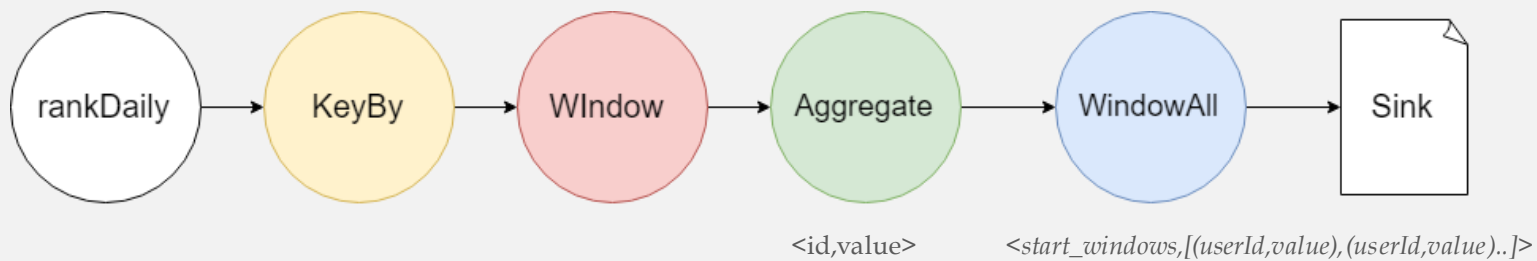 rankDaily
KeyBy
WIndow
Aggregate
WindowAll
Sink
<id,value>
<start_windows,[(userId,value),(userId,value)..]>